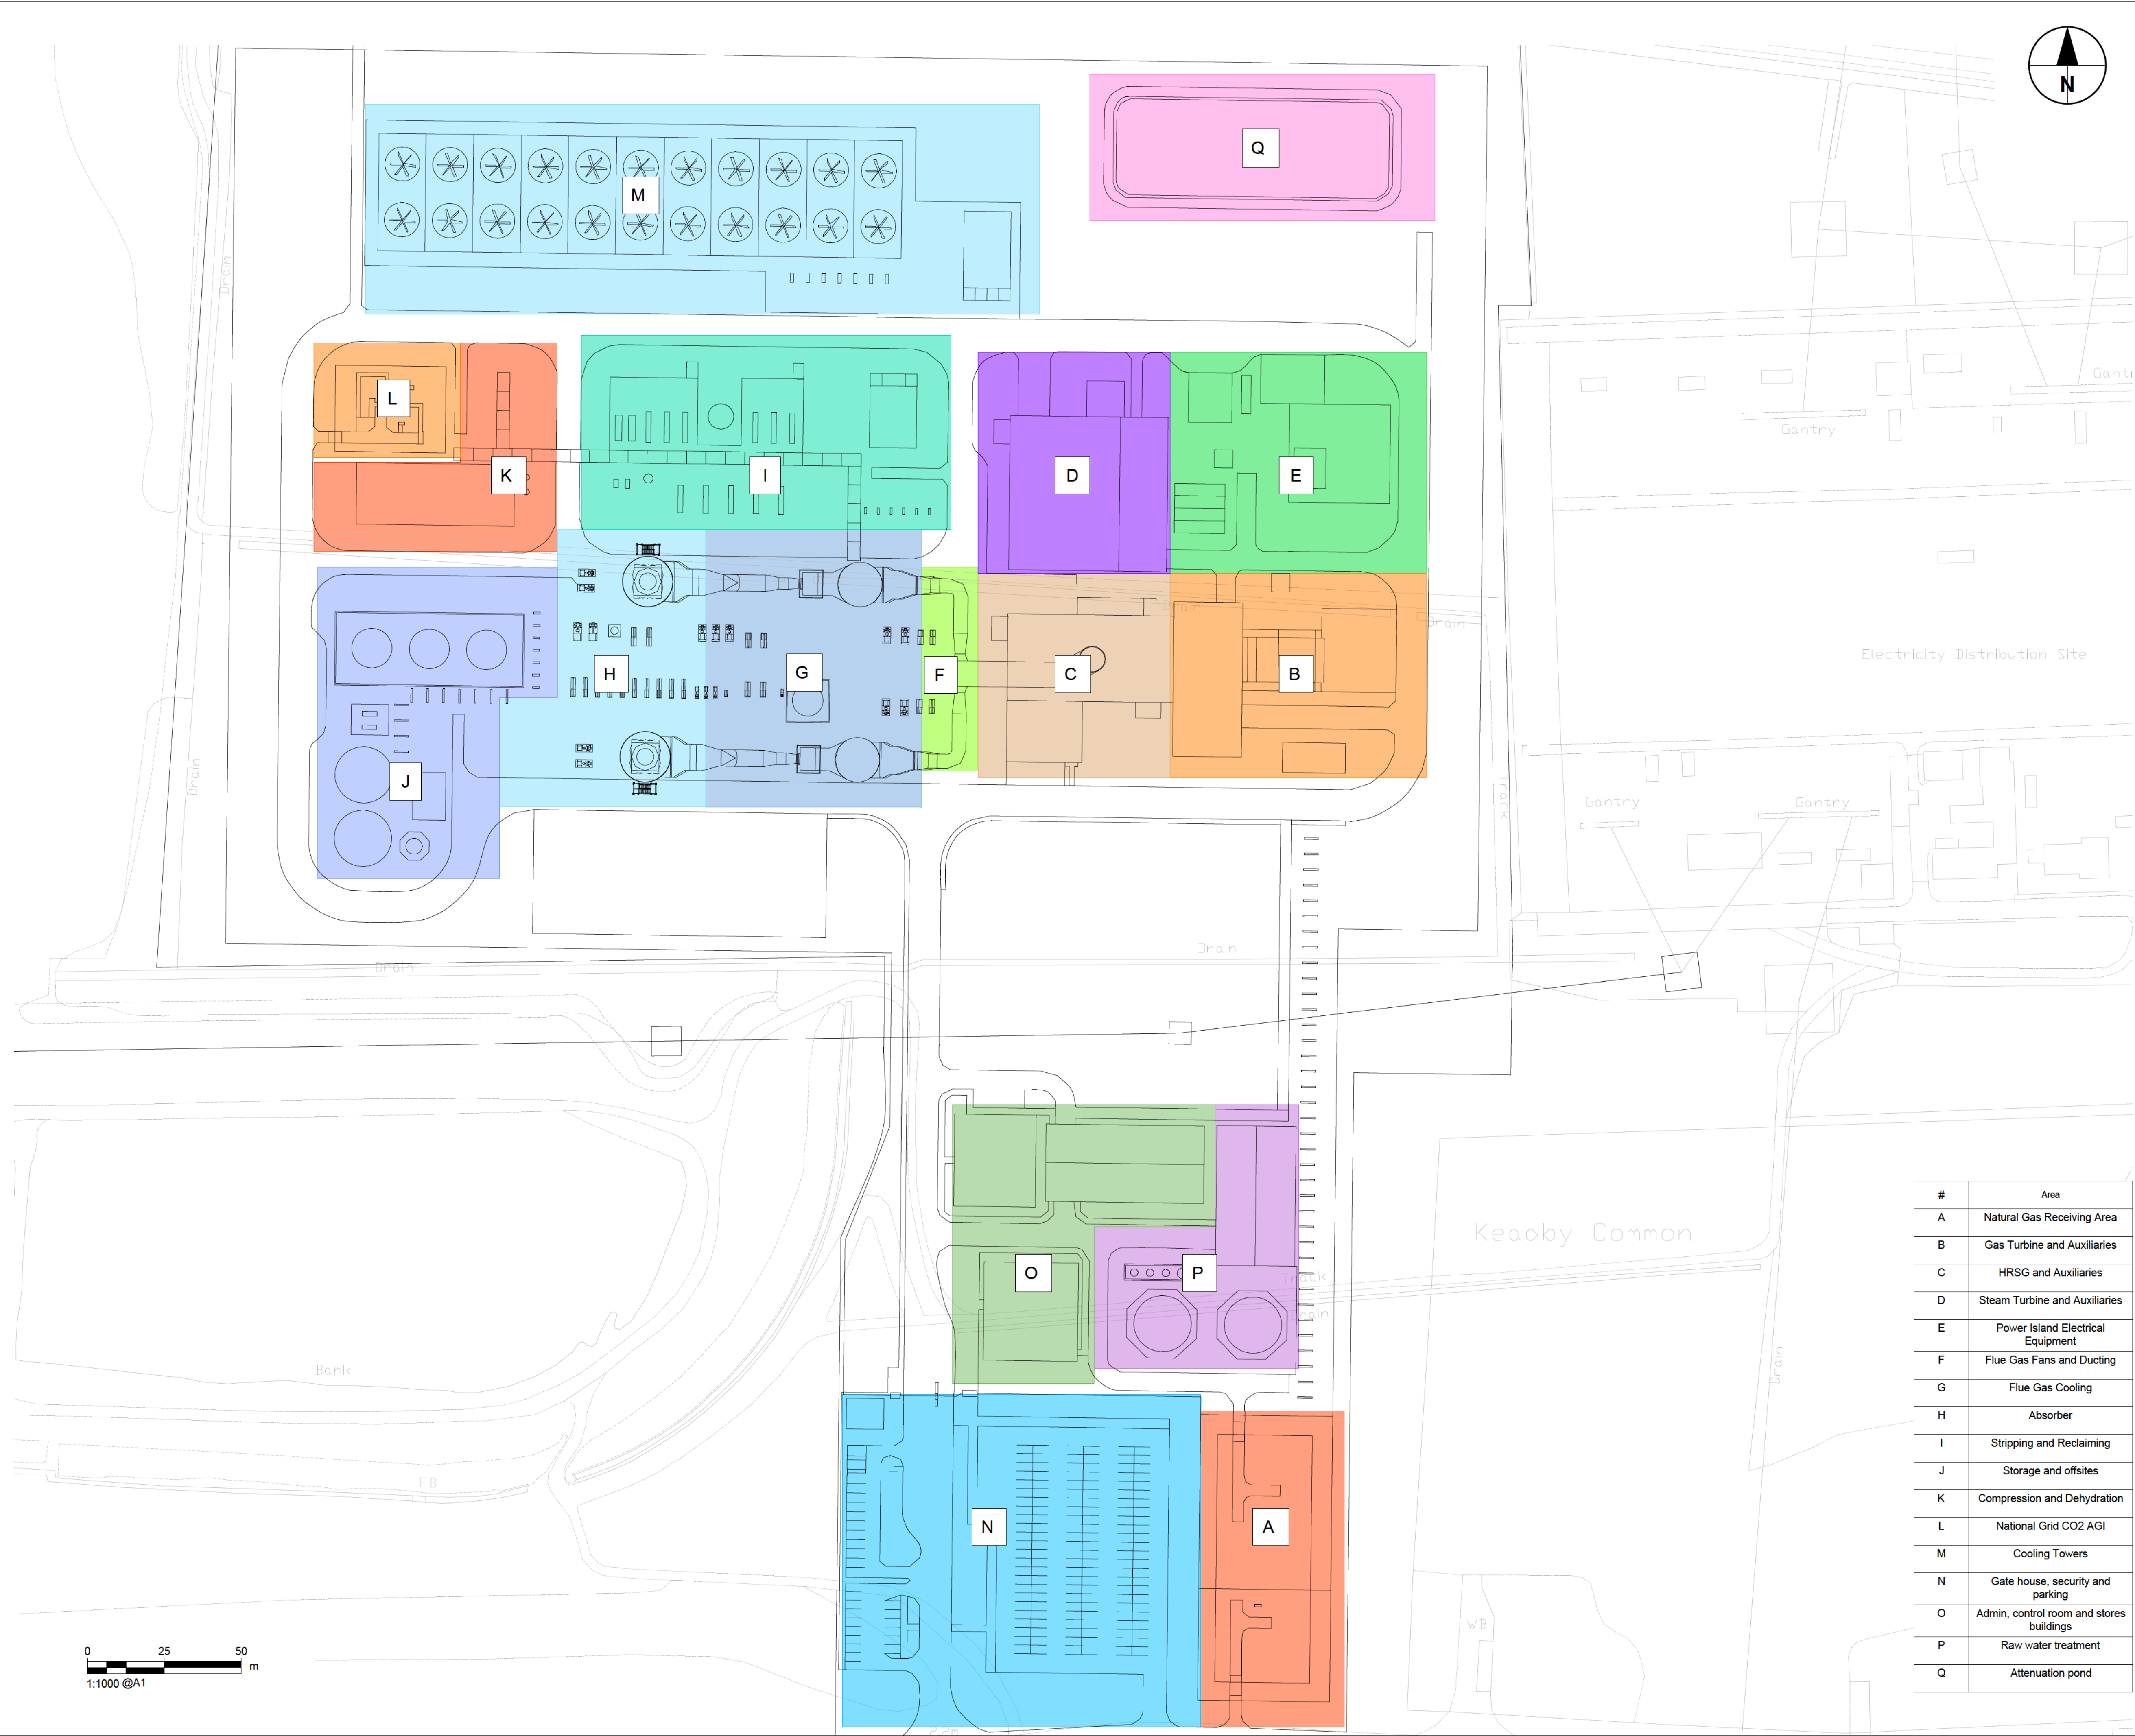 N
Q
M
Drain
L
K
I
D
E
Gantry
Gantry
Drain
Drain
Electricity Distribution Site
H
G
F
C
B
J
Drain
Track
Gantry
Gantry
Drain
Drain
Keadby Common
O
P
Track
Drain
Drain
Bank
FB
N
A
WB
0 25 50
m
1:1000 @A1
# Area
A Natural Gas Receiving Area
B Gas Turbine and Auxiliaries
C HRSG and Auxiliaries
D Steam Turbine and Auxiliaries
E Power Island Electrical
Equipment
F Flue Gas Fans and Ducting
G Flue Gas Cooling
H Absorber
I Stripping and Reclaiming
J Storage and offsites
K Compression and Dehydration
L National Grid CO2 AGI
M Cooling Towers
N Gate house, security and
parking
O Admin, control room and stores
buildings
P Raw water treatment
Q Attenuation pond